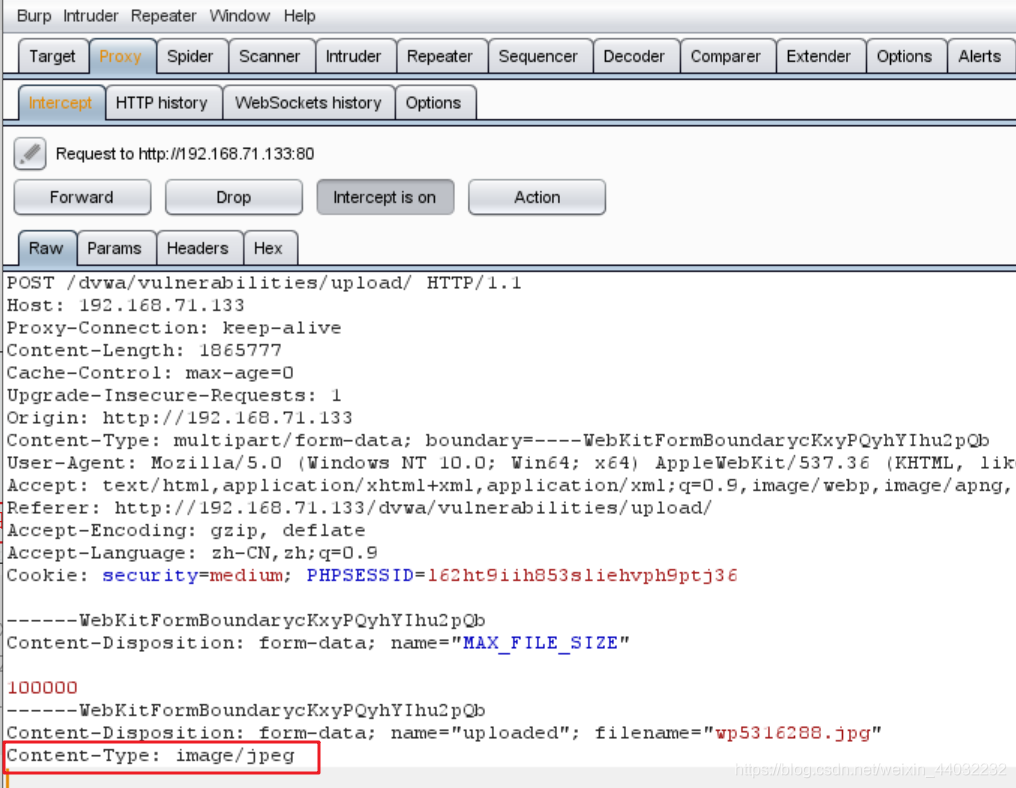 Burp Intruder Repeater Window Help
Target Proxy Spider Scanner Intruder Repeater Sequencer Decoder Comparer Extender Options Alerts
Intercept HTTP history WebSockets history Options
Request to http://192.168.71.133:80
Forward Drop Intercept is on Action
Raw Params Headers Hex
POST /dvwa/vulnerabilities/upload/ HTTP/1.1
Host: 192.168.71.133
Proxy-Connection: keep-alive
Content-Length: 1865777
Cache-Control: max-age=0
Upgrade-Insecure-Requests: 1
Origin: http://192.168.71.133
Content-Type: multipart/form-data; boundary=----WebKitFormBoundarycKxyPQyhYIhu2pQb
User-Agent: Mozilla/5.0 (Windows NT 10.0; Win64; x64) AppleWebKit/537.36 (KHTML, lik
Accept: text/html,application/xhtml+xml,application/xml;q=0.9,image/webp,image/apng,
Referer: http://192.168.71.133/dvwa/vulnerabilities/upload/
Accept-Encoding: gzip, deflate
Accept-Language: zh-CN,zh;q=0.9
Cookie: security=medium; PHPSESSID=l62ht9iih853sliehvph9ptj36
------WebKitFormBoundarycKxyPQyhYIhu2pQb
Content-Disposition: form-data; name="MAX_FILE_SIZE"
100000
------WebKitFormBoundarycKxyPQyhYIhu2pQb
Content-Disposition: form-data; name="uploaded"; filename="wp5316288.jpg"
Content-Type: image/jpeg
https://blog.csdn.net/weixin_44032232